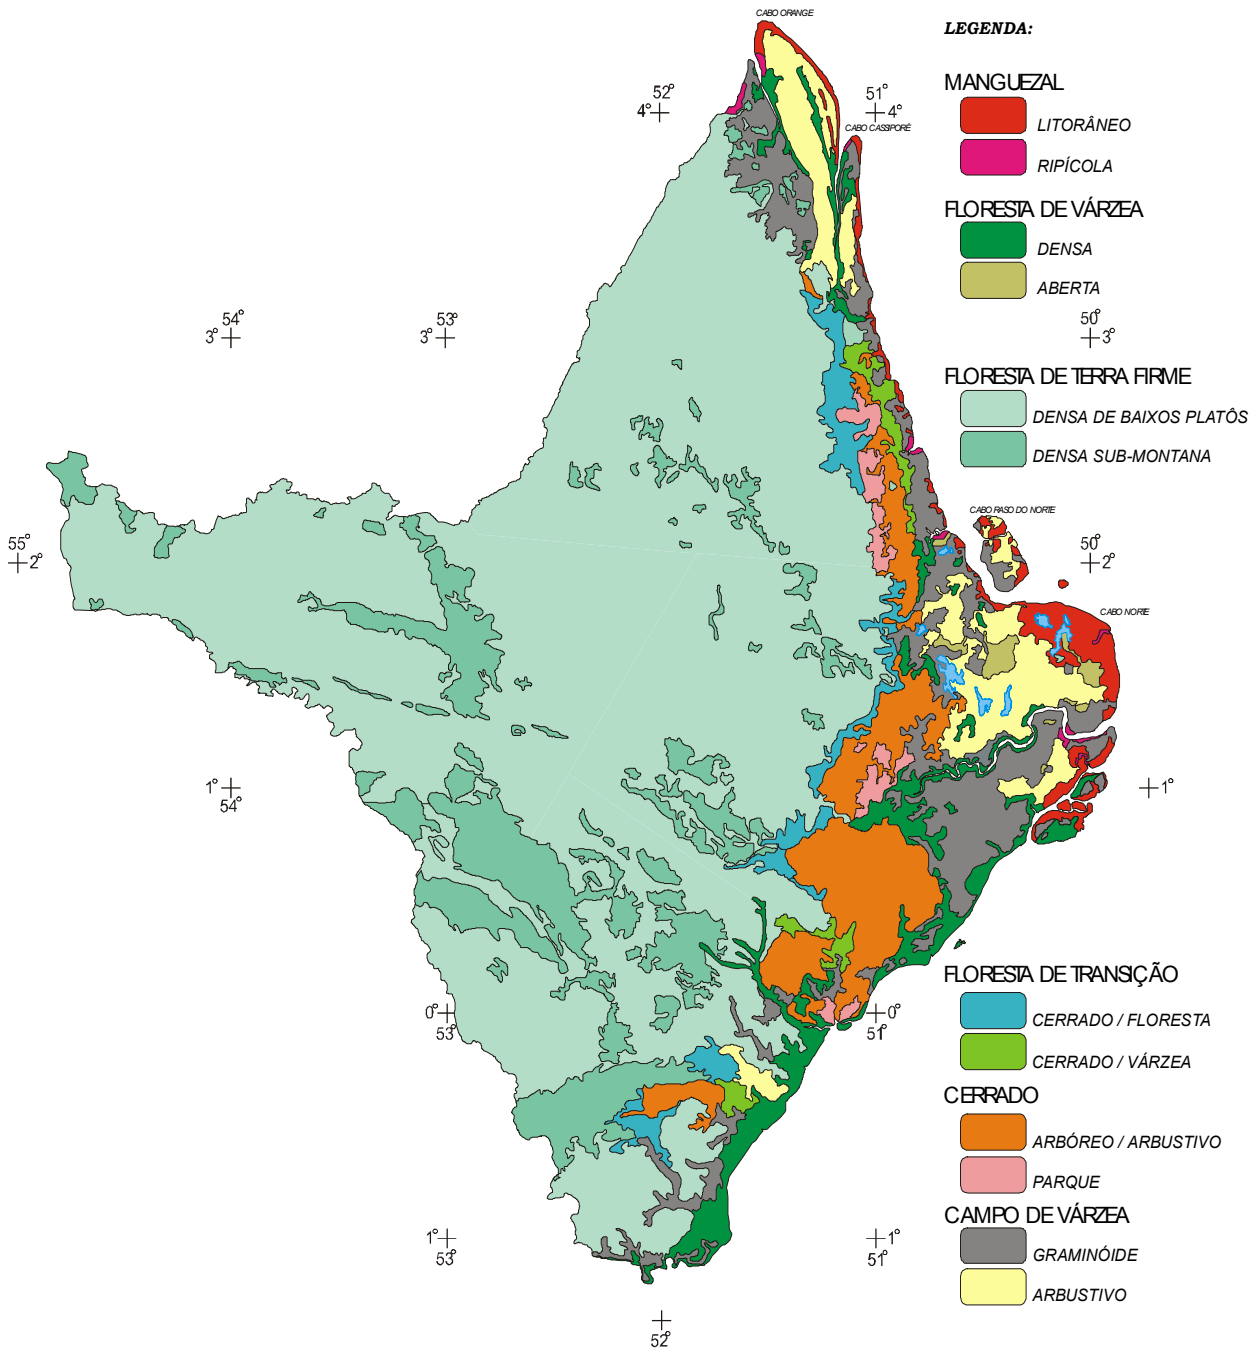 CABO ORANGE
LEGENDA:
MANGUEZAL
LITORÂNEO
RIPÍCOLA
52°
4°
51°
4°
CABO CASSIPORÉ
FLORESTA DE VÁRZEA
DENSA
ABERTA
54°
3°
53°
3°
50°
3°
FLORESTA DE TERRA FIRME
DENSA DE BAIXOS PLATÔS
DENSA SUB-MONTANA
CABO RASO DO NORTE
55°
2°
50°
2°
CABO NORTE
1°
54°
1°
FLORESTA DE TRANSIÇÃO
CERRADO / FLORESTA
CERRADO / VÁRZEA
0°
53°
0°
51°
CERRADO
ARBÓREO / ARBUSTIVO
PARQUE
CAMPO DE VÁRZEA
GRAMINÓIDE
ARBUSTIVO
1°
53°
1°
51°
52°